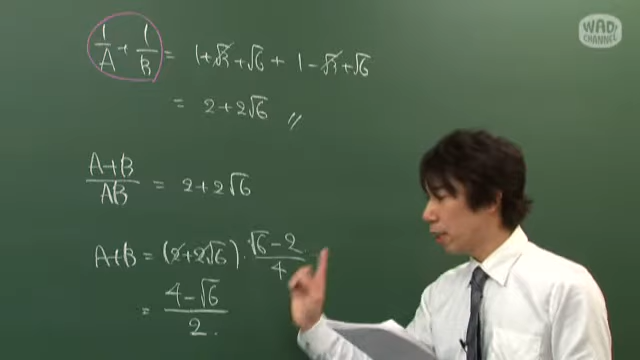 WAD! CHANNEL
1/A + 1/B = 1+√3+√6 + 1-√3+√6
= 2+2√6 //
A+B/AB = 2+2√6
A+B = (2+2√6)・√6-2/4
= 4-√6/2.